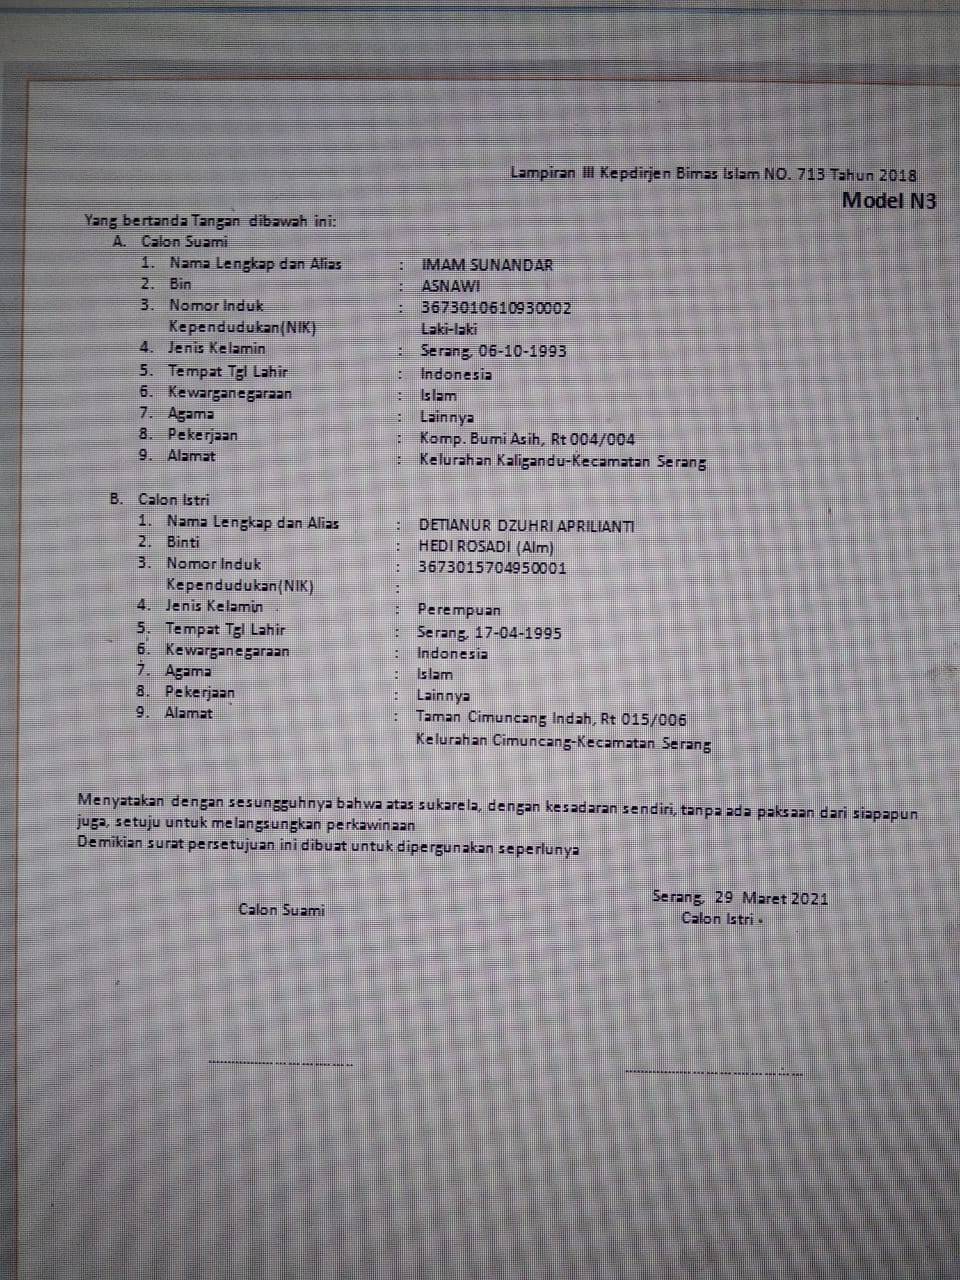 Lampiran III Kepdirjen Bimas Islam NO. 713 Tahun 2018
Model N3
Yang bertanda Tangan dibawah ini:
A. Calon Suami
1. Nama Lengkap dan Alias : IMAM SUNANDAR
2. Bin : ASNAWI
3. Nomor Induk : 3673010610930002
Kependudukan(NIK) Laki-laki
4. Jenis Kelamin : Serang, 06-10-1993
5. Tempat Tgl Lahir : Indonesia
6. Kewarganegaraan : Islam
7. Agama : Lainnya
8. Pekerjaan : Komp. Bumi Asih, Rt 004/004
9. Alamat : Kelurahan Kaligandu-Kecamatan Serang
B. Calon Istri
1. Nama Lengkap dan Alias : DETIANUR DZUHRI APRILIANTI
2. Binti : HEDI ROSADI (Alm)
3. Nomor Induk : 3673015704950001
Kependudukan(NIK) :
4. Jenis Kelamin : Perempuan
5. Tempat Tgl Lahir : Serang, 17-04-1995
6. Kewarganegaraan : Indonesia
7. Agama : Islam
8. Pekerjaan : Lainnya
9. Alamat : Taman Cimuncang Indah, Rt 015/006
Kelurahan Cimuncang-Kecamatan Serang
Menyatakan dengan sesungguhnya bahwa atas sukarela, dengan kesadaran sendiri, tanpa ada paksaan dari siapapun
juga, setuju untuk melangsungkan perkawinaan
Demikian surat persetujuan ini dibuat untuk dipergunakan seperlunya
Serang, 29 Maret 2021
Calon Suami Calon Istri